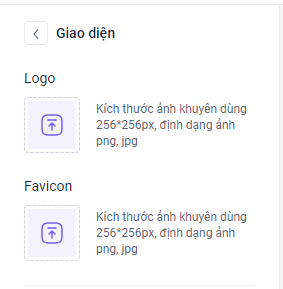 Giao diện
Logo
Kích thước ảnh khuyên dùng
256*256px, định dạng ảnh
png, jpg
Favicon
Kích thước ảnh khuyên dùng
256*256px, định dạng ảnh
png, jpg